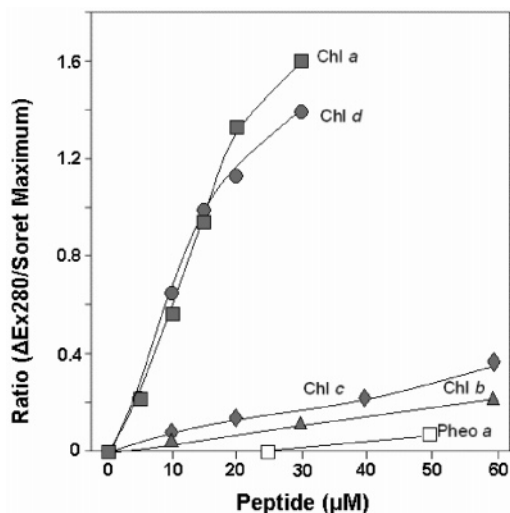 Ratio (ΔEx280/Soret Maximum)
1.6
1.2
0.8
0.4
0
Chl a
Chl d
Chl c
Chl b
Pheo a
0 10 20 30 40 50 60
Peptide (µM)